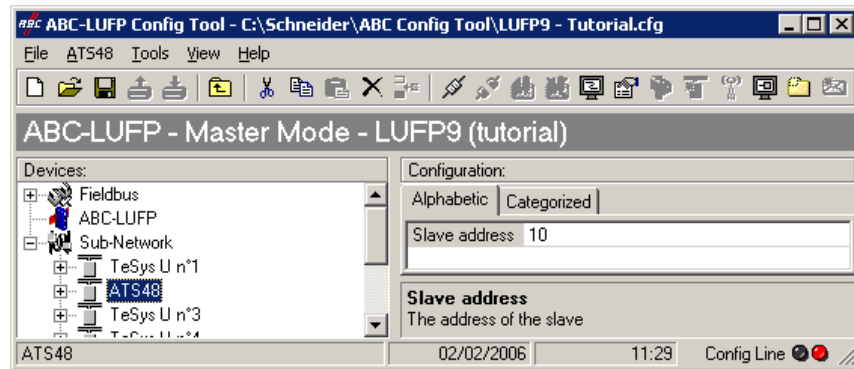 ABC-LUFP Config Tool - C:\Schneider\ABC Config Tool\LUFP9 - Tutorial.cfg
File ATS48 Tools View Help
ABC-LUFP - Master Mode - LUFP9 (tutorial)
Devices:
Fieldbus
ABC-LUFP
Sub-Network
TeSys U n°1
ATS48
TeSys U n°3
TeSys U n°4
Configuration:
Alphabetic Categorized
Slave address 10
Slave address
The address of the slave
ATS48 02/02/2006 11:29 Config Line